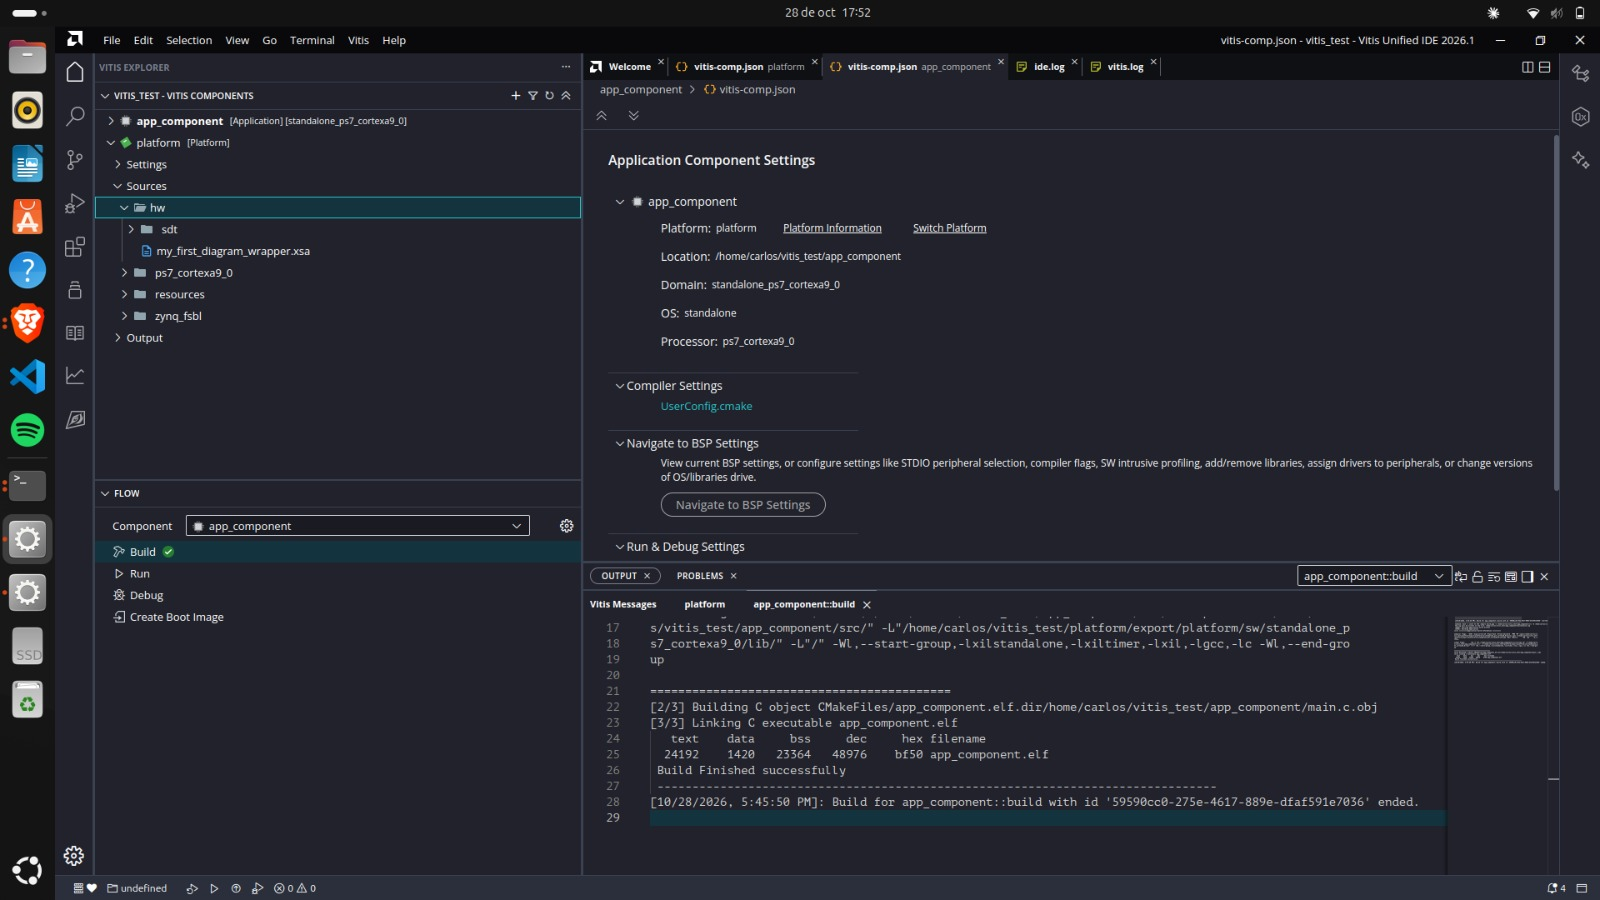 28 de oct 17:52
File Edit Selection View Go Terminal Vitis Help
vitis-comp.json - vitis_test - Vitis Unified IDE 2026.1
VITIS EXPLORER
VITIS_TEST - VITIS COMPONENTS
app_component [Application] [standalone_ps7_cortexa9_0]
platform [Platform]
Settings
Sources
hw
sdt
my_first_diagram_wrapper.xsa
ps7_cortexa9_0
resources
zynq_fsbl
Output
FLOW
Component app_component
Build
Run
Debug
Create Boot Image
Welcome vitis-comp.json platform vitis-comp.json app_component ide.log vitis.log
app_component > vitis-comp.json
Application Component Settings
app_component
Platform: platform Platform Information Switch Platform
Location: /home/carlos/vitis_test/app_component
Domain: standalone_ps7_cortexa9_0
OS: standalone
Processor: ps7_cortexa9_0
Compiler Settings
UserConfig.cmake
Navigate to BSP Settings
View current BSP settings, or configure settings like STDIO peripheral selection, compiler flags, SW intrusive profiling, add/remove libraries, assign drivers to peripherals, or change versions
of OS/libraries drive.
Navigate to BSP Settings
Run & Debug Settings
OUTPUT PROBLEMS app_component::build
Vitis Messages platform app_component::build
17 s/vitis_test/app_component/src/" -L"/home/carlos/vitis_test/platform/export/platform/sw/standalone_p
18 s7_cortexa9_0/lib/" -L"/" -Wl,--start-group,-lxilstandalone,-lxiltimer,-lxil,-lgcc,-lc -Wl,--end-gro
19 up
20
21 ===========================================
22 [2/3] Building C object CMakeFiles/app_component.elf.dir/home/carlos/vitis_test/app_component/main.c.obj
23 [3/3] Linking C executable app_component.elf
24 text data bss dec hex filename
25 24192 1420 23364 48976 bf50 app_component.elf
26 Build Finished successfully
27 --------------------------------------------------------------------------------
28 [10/28/2026, 5:45:50 PM]: Build for app_component::build with id '59590cc0-275e-4617-889e-dfaf591e7036' ended.
29
undefined 0 0 4
SSD